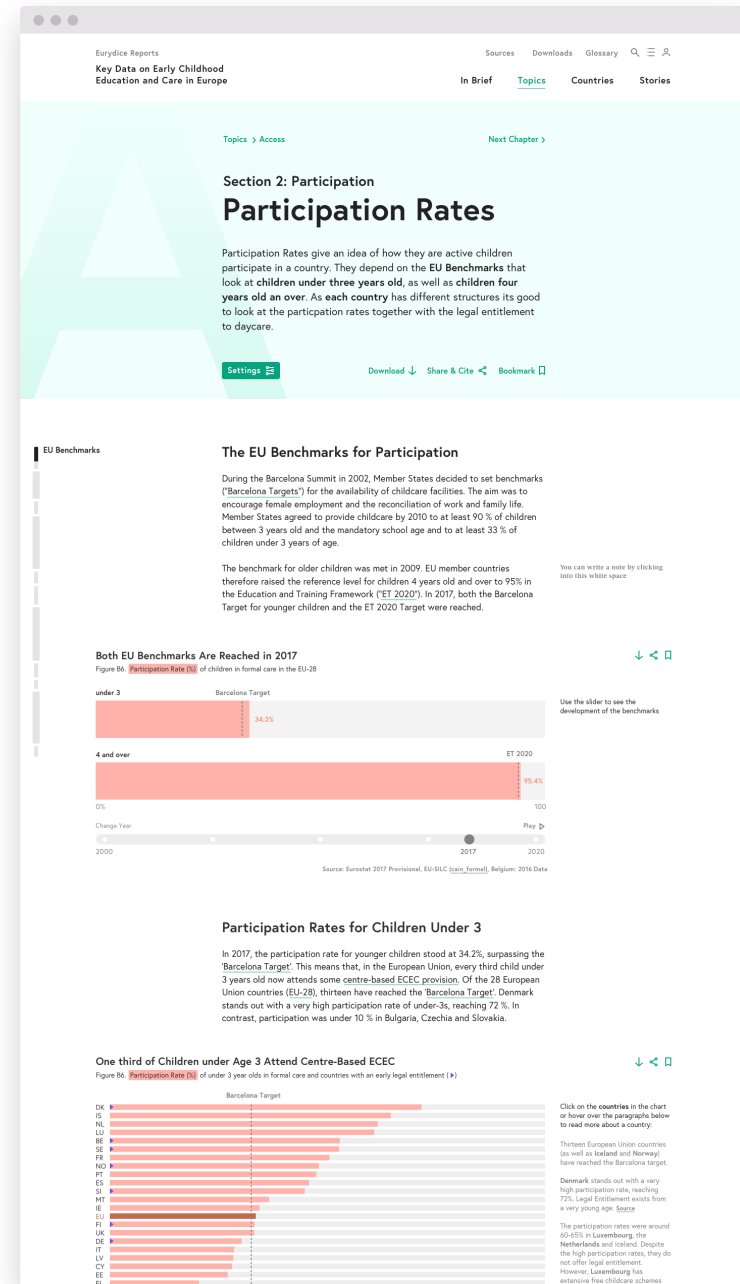 Eurydice Reports
Sources Downloads Glossary
Key Data on Early Childhood
Education and Care in Europe
In Brief Topics Countries Stories
Topics > Access
Next Chapter >
Section 2: Participation
Participation Rates
Participation Rates give an idea of how they are active children
participate in a country. They depend on the EU Benchmarks that
look at children under three years old, as well as children four
years old an over. As each country has different structures its good
to look at the particpation rates together with the legal entitlement
to daycare.
Settings
Download Share & Cite Bookmark
EU Benchmarks
The EU Benchmarks for Participation
During the Barcelona Summit in 2002, Member States decided to set benchmarks
("Barcelona Targets") for the availability of childcare facilities. The aim was to
encourage female employment and the reconciliation of work and family life.
Member States agreed to provide childcare by 2010 to at least 90 % of children
between 3 years old and the mandatory school age and to at least 33 % of
children under 3 years of age.
The benchmark for older children was met in 2009. EU member countries
therefore raised the reference level for children 4 years old and over to 95% in
the Education and Training Framework ("ET 2020"). In 2017, both the Barcelona
Target for younger children and the ET 2020 Target were reached.
You can write a note by clicking
into this white space
Both EU Benchmarks Are Reached in 2017
Figure B6. Participation Rate (%) of children in formal care in the EU-28
under 3
Barcelona Target
34.2%
Use the slider to see the
development of the benchmarks
4 and over
ET 2020
95.4%
0%
100
Change Year
Play
2000
2017
2020
Source: Eurostat 2017 Provisional, EU-SILC (cain_formal), Belgium: 2016 Data
Participation Rates for Children Under 3
In 2017, the participation rate for younger children stood at 34.2%, surpassing the
'Barcelona Target'. This means that, in the European Union, every third child under
3 years old now attends some centre-based ECEC provision. Of the 28 European
Union countries (EU-28), thirteen have reached the 'Barcelona Target'. Denmark
stands out with a very high participation rate of under-3s, reaching 72 %. In
contrast, participation was under 10 % in Bulgaria, Czechia and Slovakia.
One third of Children under Age 3 Attend Centre-Based ECEC
Figure B6. Participation Rate (%) of under 3 year olds in formal care and countries with an early legal entitlement ( )
Barcelona Target
DK
IS
NL
LU
BE
SE
FR
NO
PT
ES
SI
MT
IE
EU
FI
UK
DE
IT
LV
CY
EE
Click on the countries in the chart
or hover over the paragraphs below
to read more about a country:
Thirteen European Union countries
(as well as Iceland and Norway)
have reached the Barcelona target.
Denmark stands out with a very
high participation rate, reaching
72%. Legal Entitlement exists from
a very young age. Source
The participation rates were around
60-65% in Luxembourg, the
Netherlands and Iceland. Despite
the high participation rates, they do
not offer legal entitlement.
However, Luxembourg has
extensive free childcare schemes